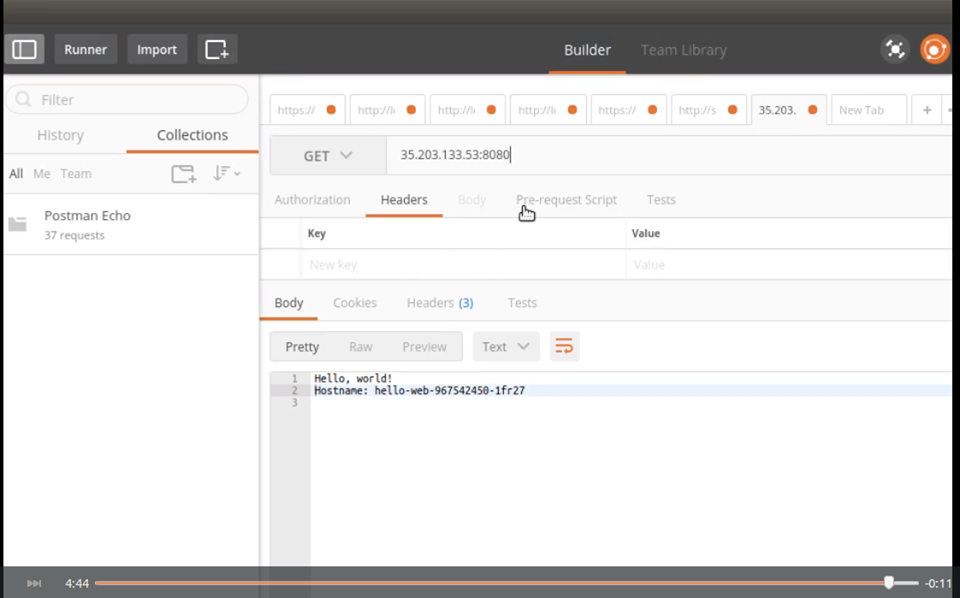 Runner Import Builder Team Library
Filter
History Collections
All Me Team
Postman Echo
37 requests
https:// http://l http://l http://l https:// http://s 35.203. New Tab +
GET 35.203.133.53:8080
Authorization Headers Body Pre-request Script Tests
Key Value
New key Value
Body Cookies Headers (3) Tests
Pretty Raw Preview Text
1 Hello, world!
2 Hostname: hello-web-967542450-1fr27
3
4:44 -0:11